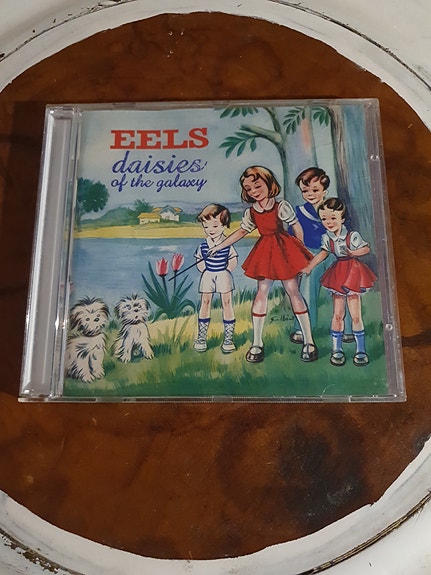 EELS
daisies
of the galaxy